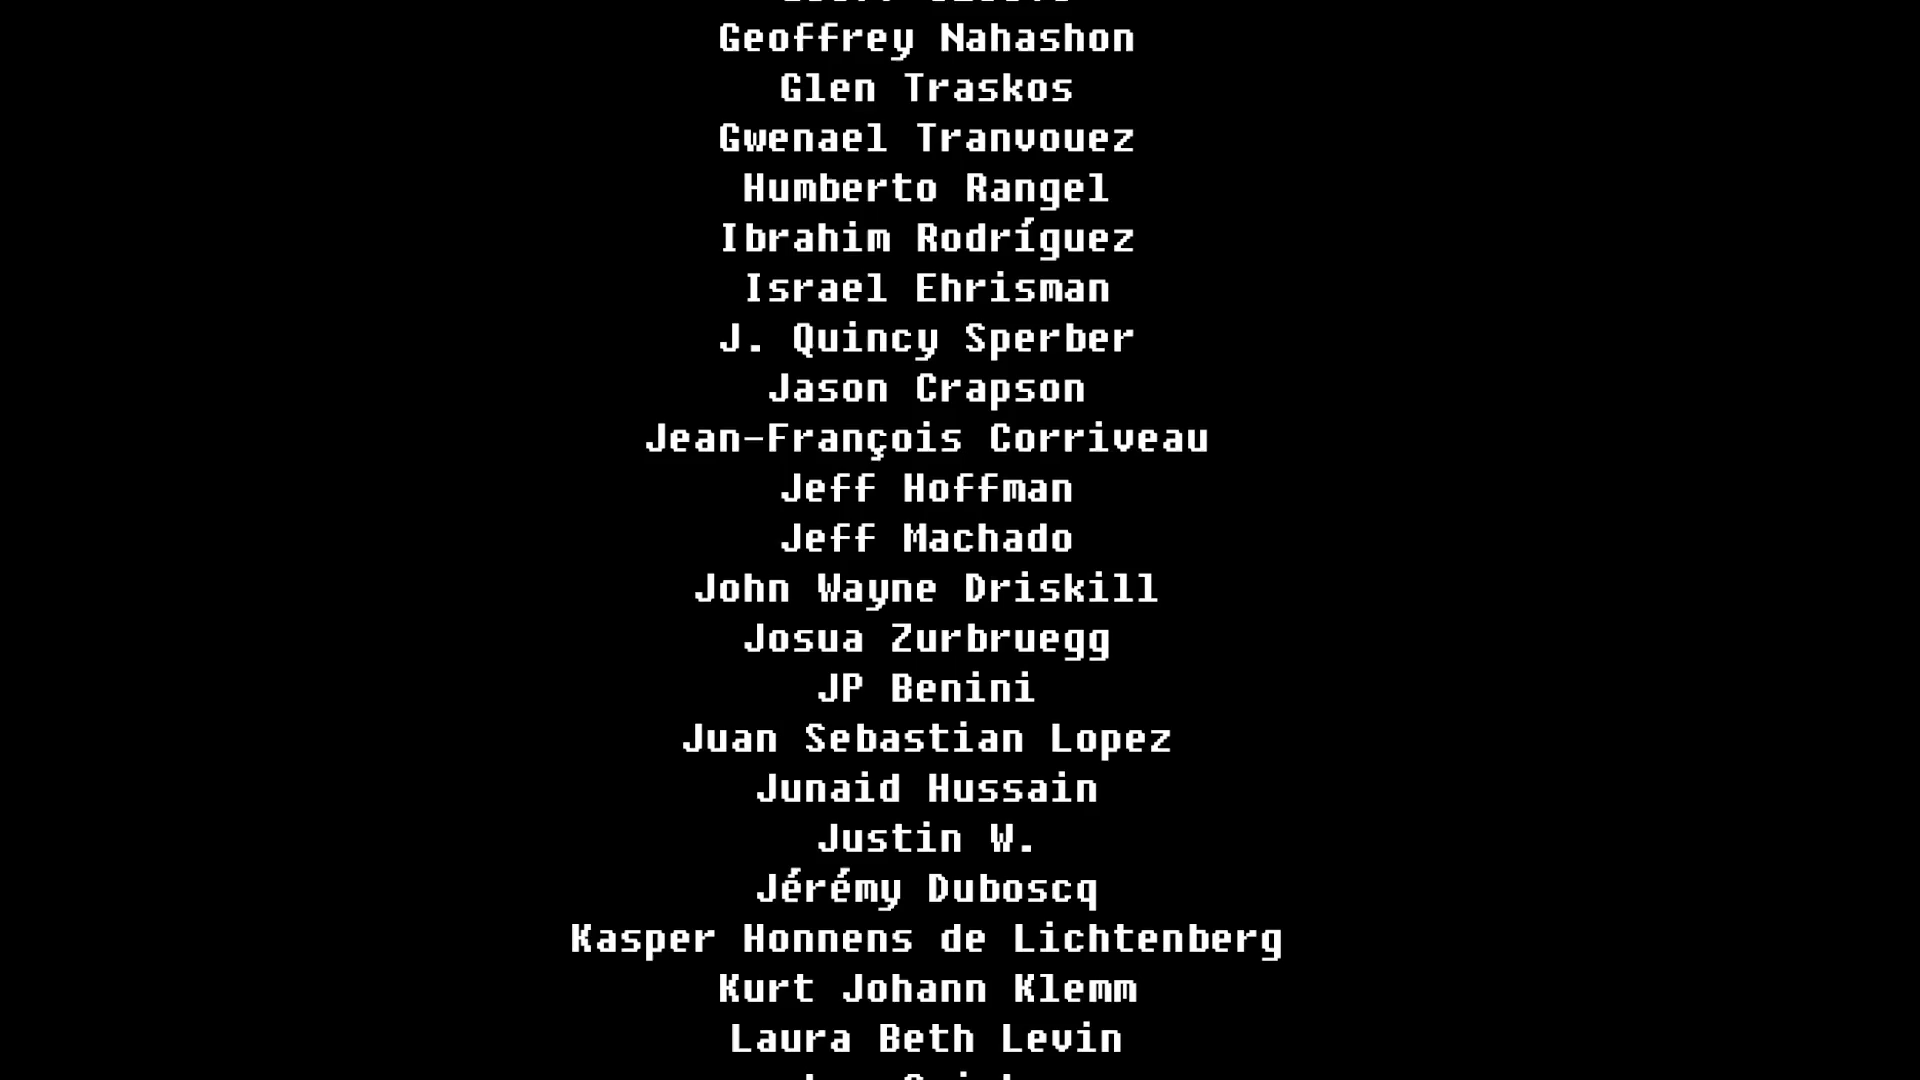 Geoffrey Nahashon
Glen Traskos
Gwenael Tranvouez
Humberto Rangel
Ibrahim Rodríguez
Israel Ehrisman
J. Quincy Sperber
Jason Crapson
Jean-François Corriveau
Jeff Hoffman
Jeff Machado
John Wayne Driskill
Josua Zurbruegg
JP Benini
Juan Sebastian Lopez
Junaid Hussain
Justin W.
Jérémy Duboscq
Kasper Honnens de Lichtenberg
Kurt Johann Klemm
Laura Beth Levin